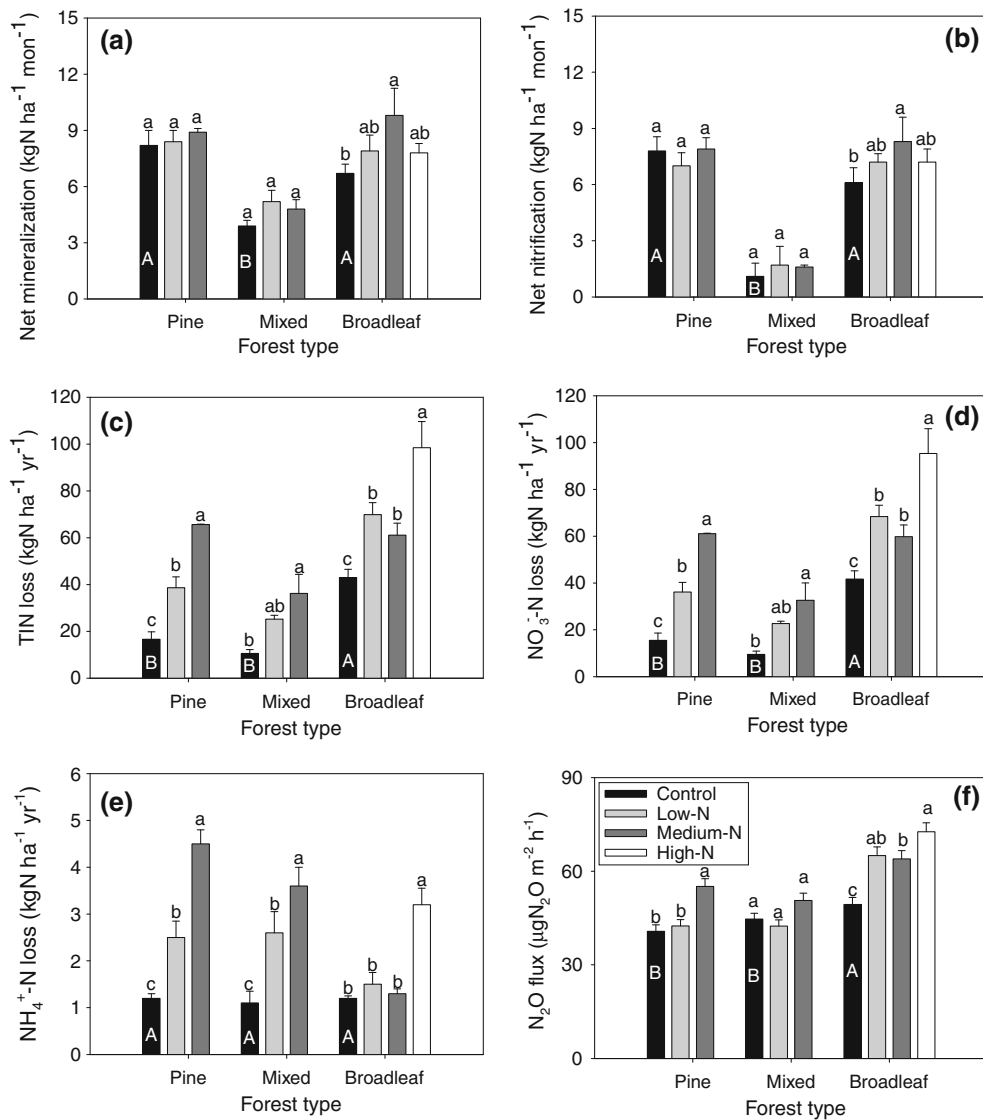 (a)
Net mineralization (kgN ha⁻¹ mon⁻¹)
15
12
9
6
3
0
a a a
a a a
b ab a ab
A B A
Pine Mixed Broadleaf
Forest type
(b)
Net nitrification (kgN ha⁻¹ mon⁻¹)
15
12
9
6
3
0
a a a
a a a
b ab a ab
A B A
Pine Mixed Broadleaf
Forest type
(c)
TIN loss (kgN ha⁻¹ yr⁻¹)
120
100
80
60
40
20
0
c b a
b ab a
c b b a
B B A
Pine Mixed Broadleaf
Forest type
(d)
NO₃⁻-N loss (kgN ha⁻¹ yr⁻¹)
120
100
80
60
40
20
0
c b a
b ab a
c b b a
B B A
Pine Mixed Broadleaf
Forest type
(e)
NH₄⁺-N loss (kgN ha⁻¹ yr⁻¹)
6
5
4
3
2
1
0
c b a
c b a
b b b a
A A A
Pine Mixed Broadleaf
Forest type
(f)
N₂O flux (µgN₂O m⁻² h⁻¹)
90
60
30
0
Control
Low-N
Medium-N
High-N
b b a
a a a
c ab b a
B B A
Pine Mixed Broadleaf
Forest type